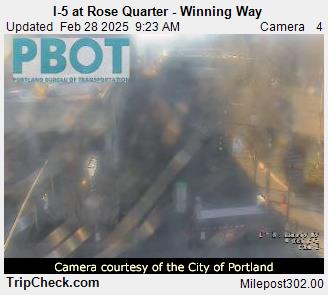 I-5 at Rose Quarter - Winning Way
Updated Feb 28 2025 9:23 AM Camera 4
PBOT
PORTLAND BUREAU OF TRANSPORTATION
Camera courtesy of the City of Portland
TripCheck.com Milepost302.00